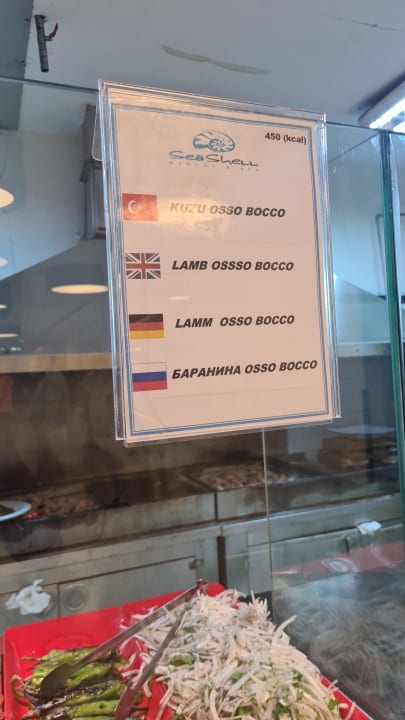 450 (kcal)
SeaShell
KUZU OSSO BOCCO
LAMB OSSSO BOCCO
LAMM OSSO BOCCO
БАРАНИНА OSSO BOCCO